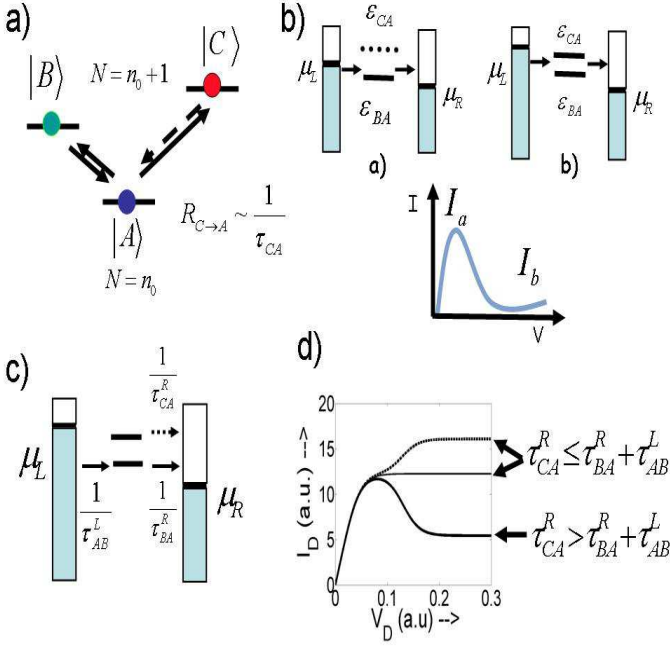 a)
|B⟩
N = n₀ + 1
|C⟩
|A⟩
N = n₀
R_{C→A} ~ 1/τ_{CA}
b)
ε_{CA}
μ_L
μ_R
ε_{BA}
a)
ε_{CA}
μ_L
μ_R
ε_{BA}
b)
I
I_a
I_b
V
c)
1/τ^R_{CA}
μ_L
μ_R
1/τ^L_{AB}
1/τ^R_{BA}
d)
20
15
10
5
0
I_D (a.u.) -->
0
0.1
0.2
0.3
V_D (a.u) -->
τ^R_{CA} ≤ τ^R_{BA} + τ^L_{AB}
τ^R_{CA} > τ^R_{BA} + τ^L_{AB}